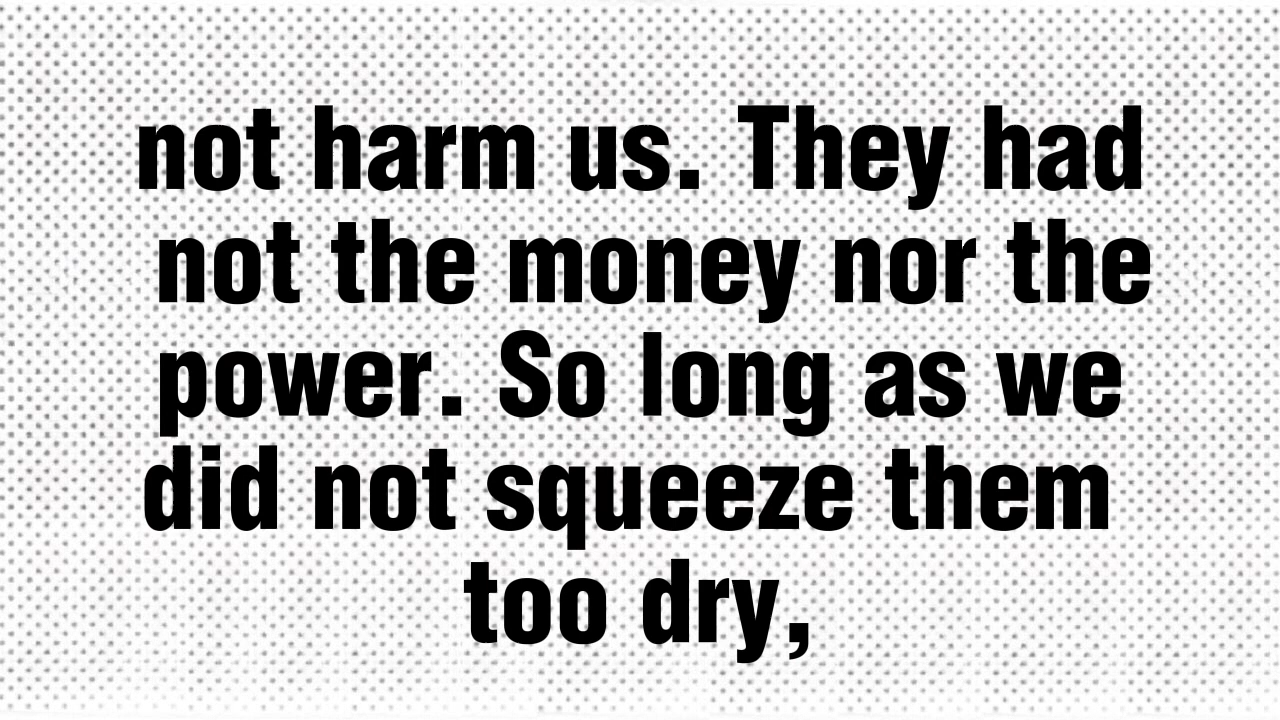 not harm us. They had
not the money nor the
power. So long as we
did not squeeze them
too dry,